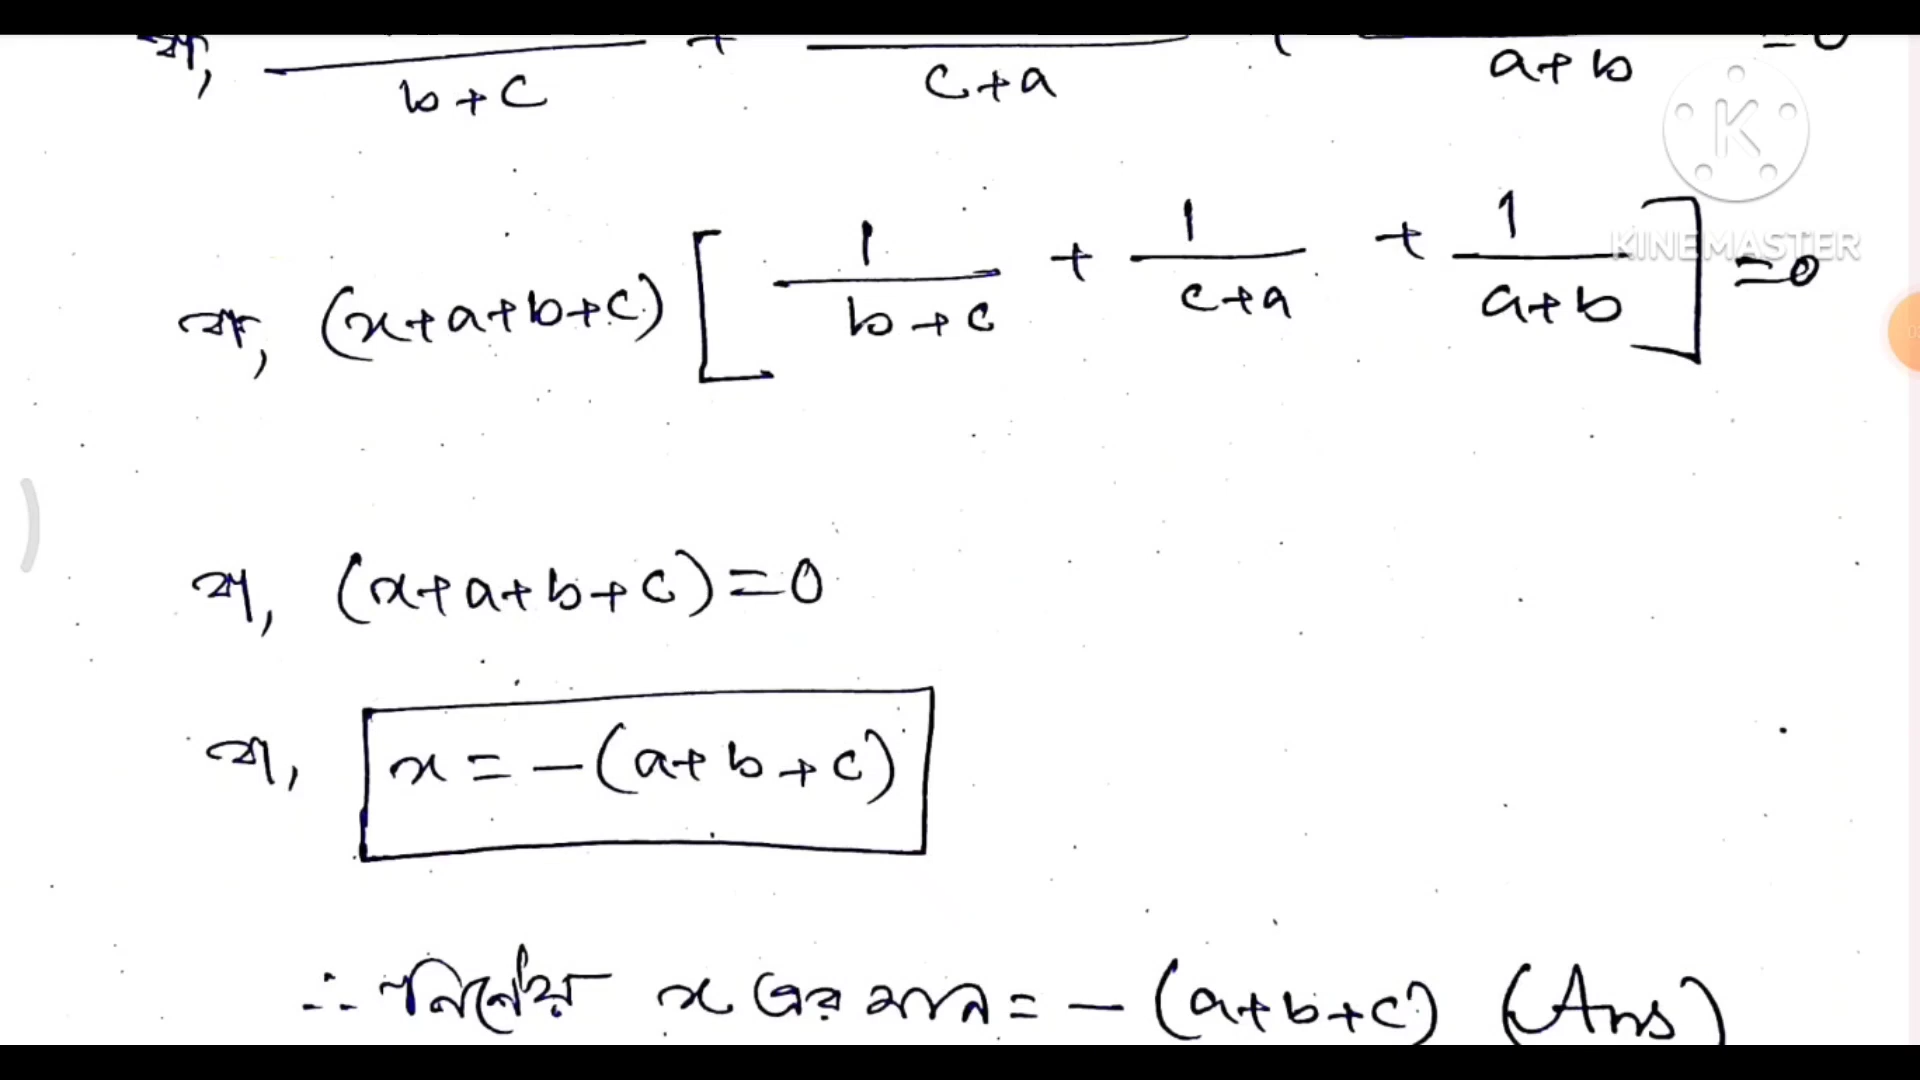 বা, b+c + c+a + a+b =0
বা, (x+a+b+c) [ 1/b+c + 1/c+a + 1/a+b ] =0
KINEMASTER
বা, (x+a+b+c)=0
বা, x = -(a+b+c)
∴ নির্ণেয় x এর মান = -(a+b+c) (Ans)